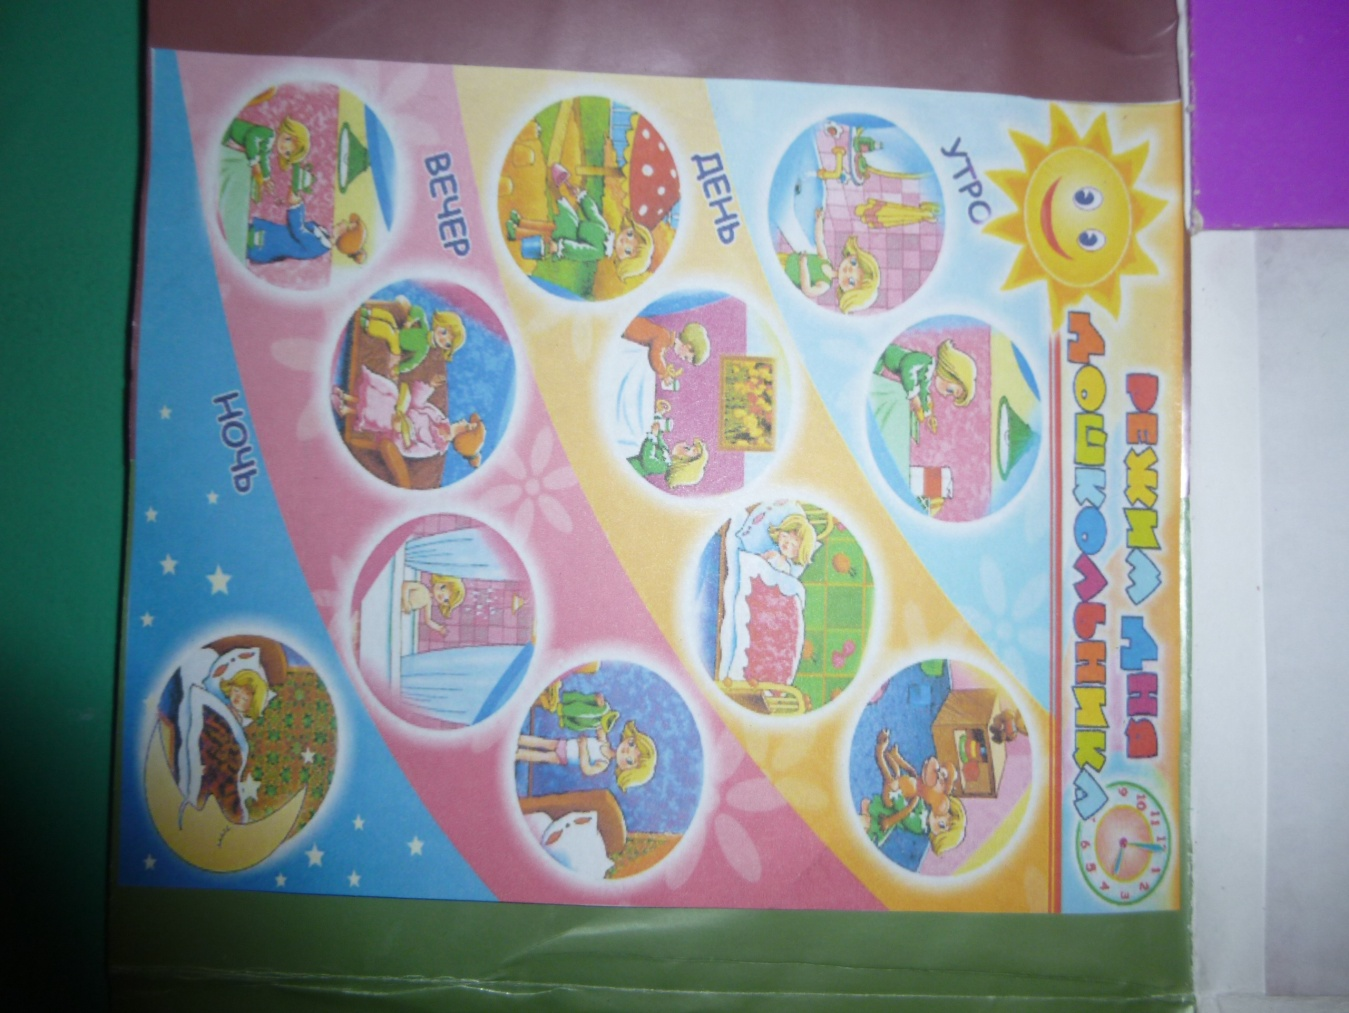 РЕЖИМ ДНЯ
ДОШКОЛЬНИКА
УТРО
ДЕНЬ
ВЕЧЕР
НОЧЬ